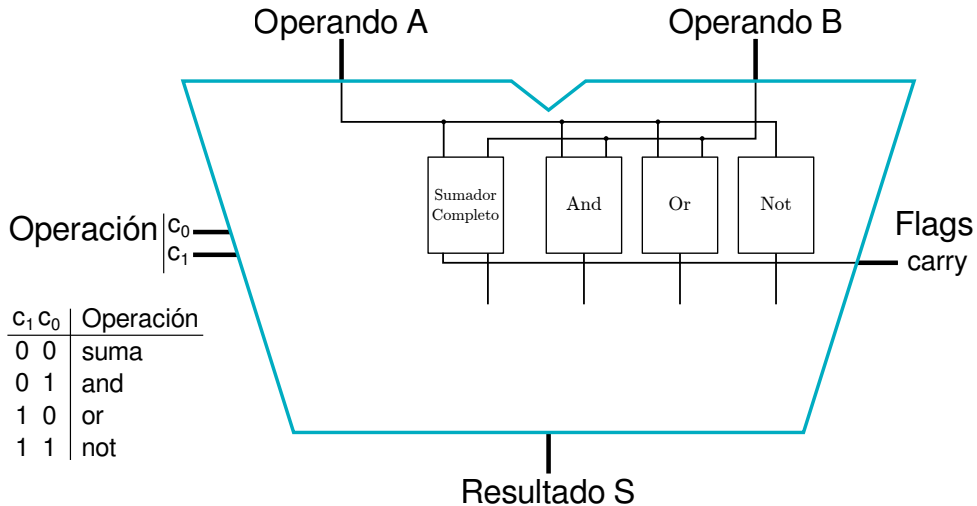 Operando A
Operando B
Sumador
Completo
And
Or
Not
Operación
c₀
c₁
Flags
carry
c₁ c₀ Operación
0 0 suma
0 1 and
1 0 or
1 1 not
Resultado S